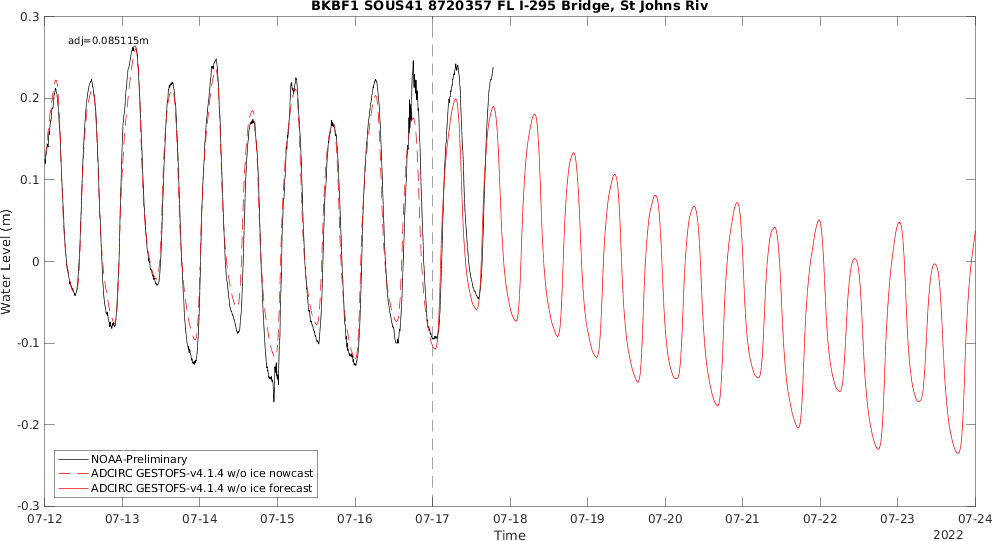 BKBF1 SOUS41 8720357 FL I-295 Bridge, St Johns Riv
adj=0.085115m
0.3
0.2
0.1
0
-0.1
-0.2
-0.3
Water Level (m)
NOAA-Preliminary
ADCIRC GESTOFS-v4.1.4 w/o ice nowcast
ADCIRC GESTOFS-v4.1.4 w/o ice forecast
07-12 07-13 07-14 07-15 07-16 07-17 07-18 07-19 07-20 07-21 07-22 07-23 07-24
Time
2022